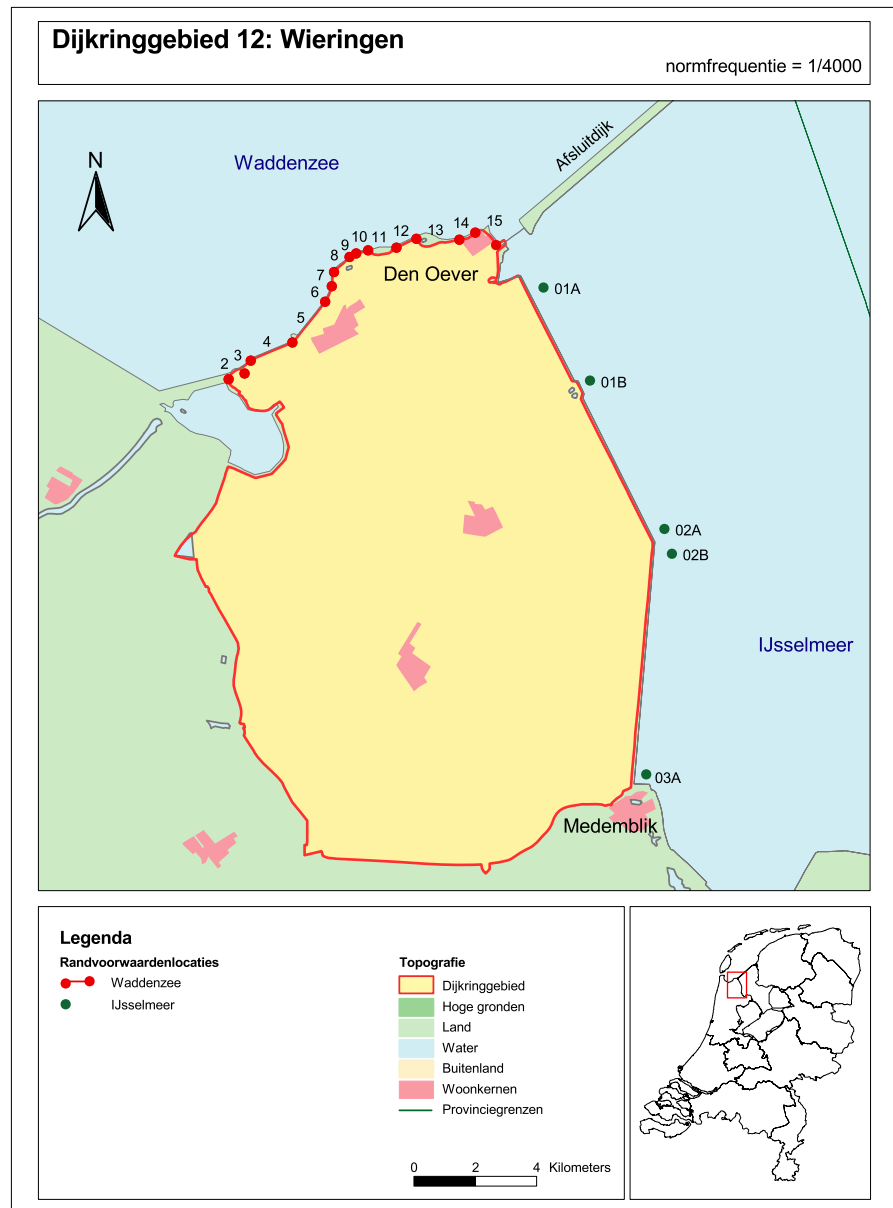 Dijkringgebied 12: Wieringen
normfrequentie = 1/4000
Afsluitdijk
Waddenzee
N
15
14
13
12
11
10
9
8
7
6
5
4
3
2
Den Oever
01A
01B
02A
02B
IJsselmeer
03A
Medemblik
Legenda
Randvoorwaardenlocaties
Waddenzee
IJsselmeer
Topografie
Dijkringgebied
Hoge gronden
Land
Water
Buitenland
Woonkernen
Provinciegrenzen
0 2 4 Kilometers